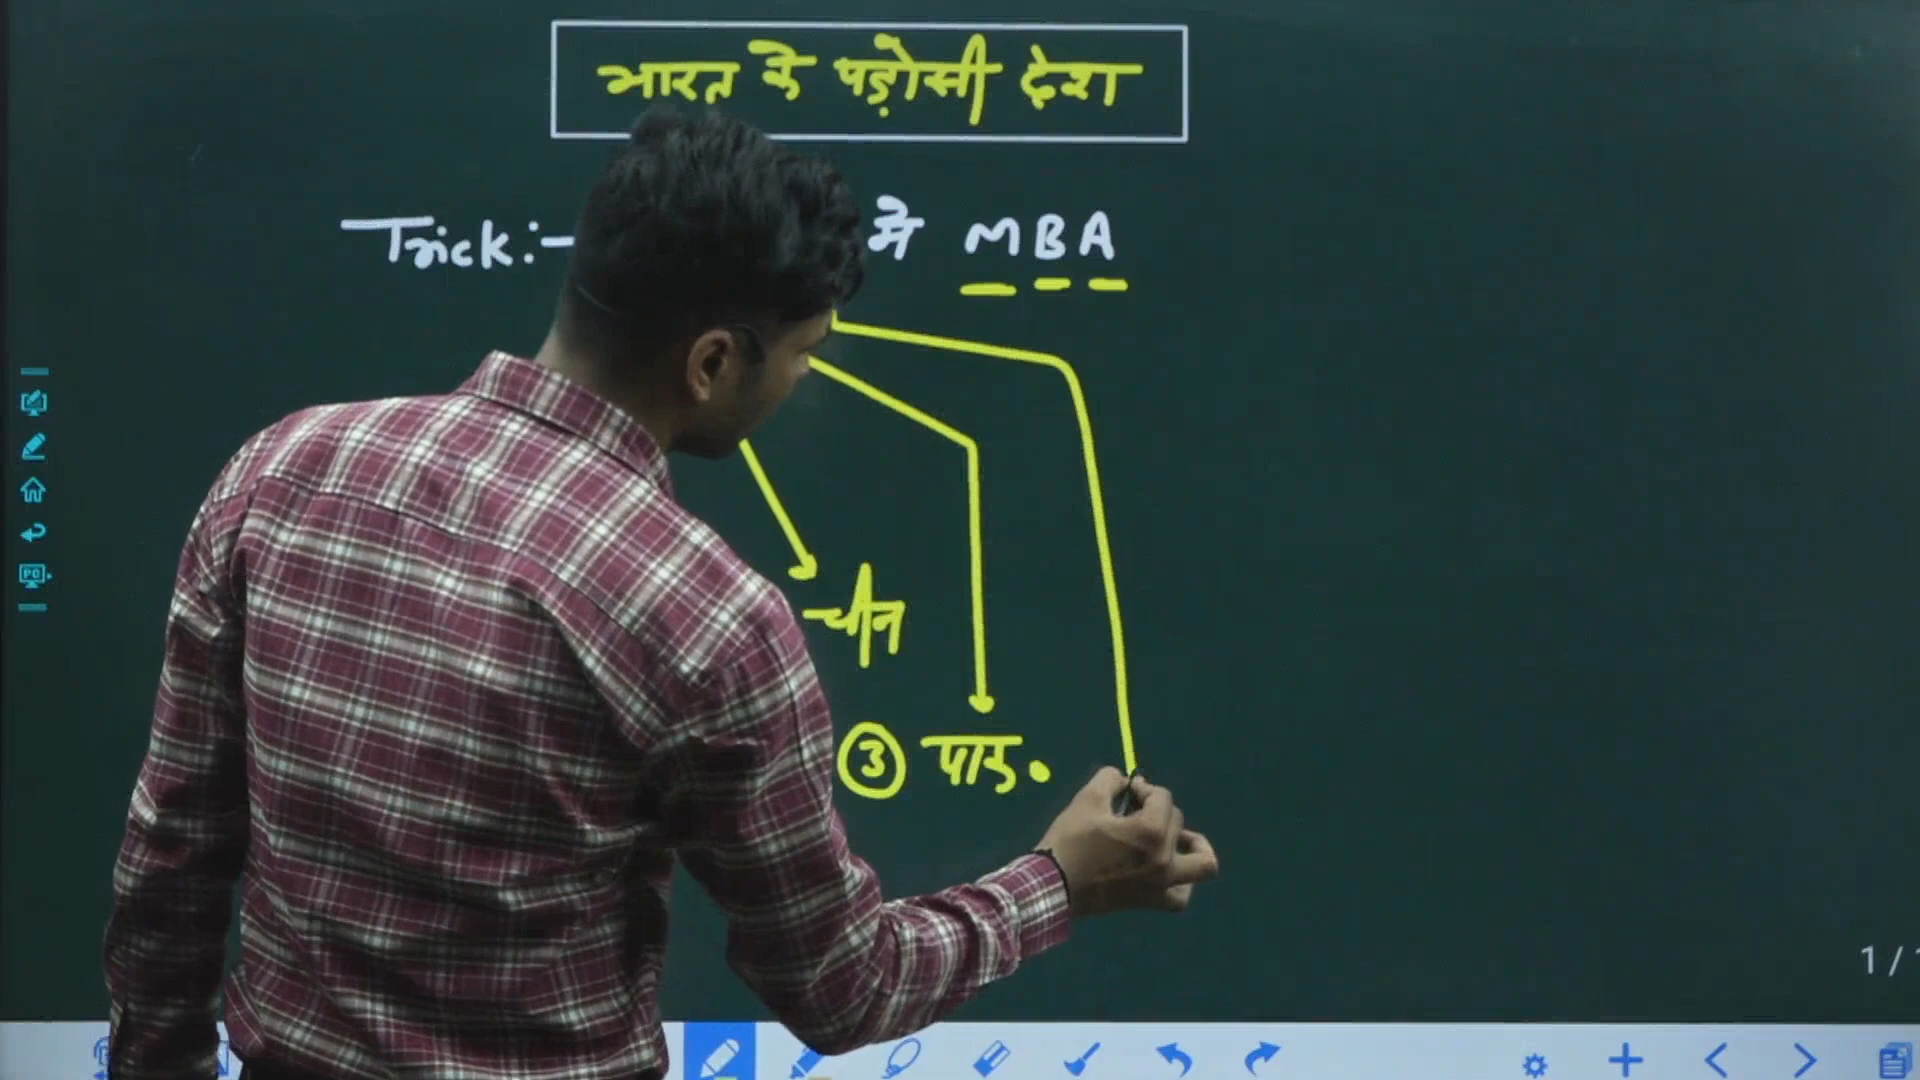 भारत के पड़ोसी देश
Trick:- में MBA
चीन
③ पाक.
1 /